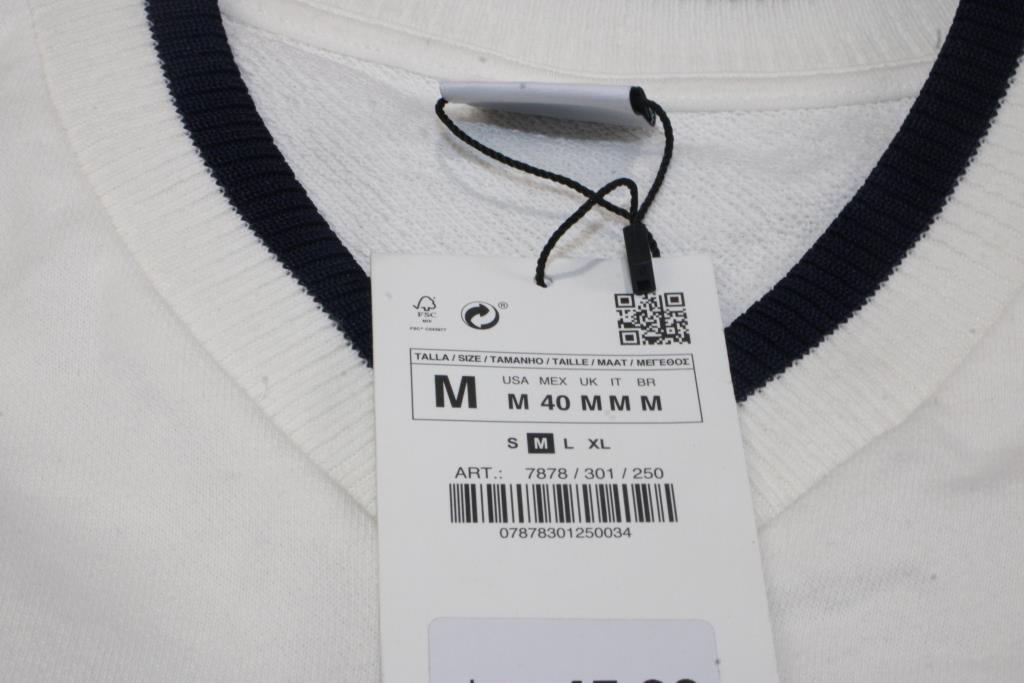 ®
FSC
MIX
TALLA / SIZE / TAMANHO / TAILLE / MAAT / ΜΕΓΕΘΟΣ
M
USA MEX UK IT BR
M 40 M M M
S M L XL
ART.: 7878 / 301 / 250
07878301250034